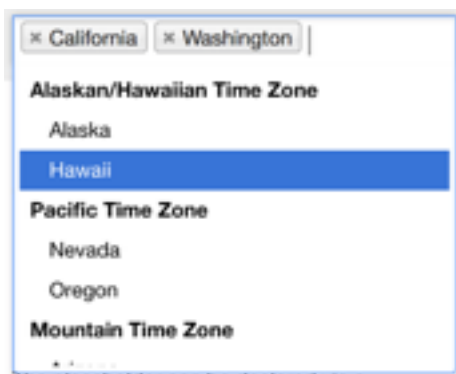 × California × Washington
Alaskan/Hawaiian Time Zone
Alaska
Hawaii
Pacific Time Zone
Nevada
Oregon
Mountain Time Zone